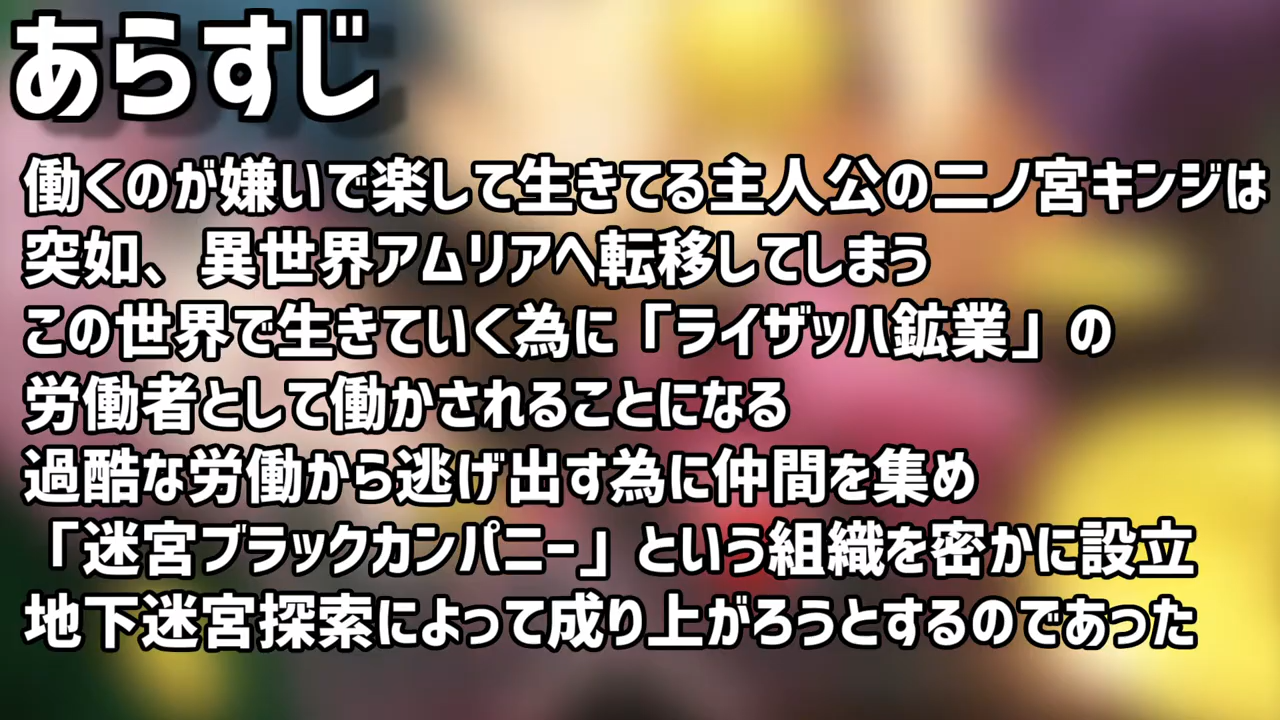 あらすじ
働くのが嫌いで楽して生きてる主人公の二ノ宮キンジは
突如、異世界アムリアへ転移してしまう
この世界で生きていく為に「ライザッハ鉱業」の
労働者として働かされることになる
過酷な労働から逃げ出す為に仲間を集め
「迷宮ブラックカンパニー」という組織を密かに設立
地下迷宮探索によって成り上がろうとするのであった